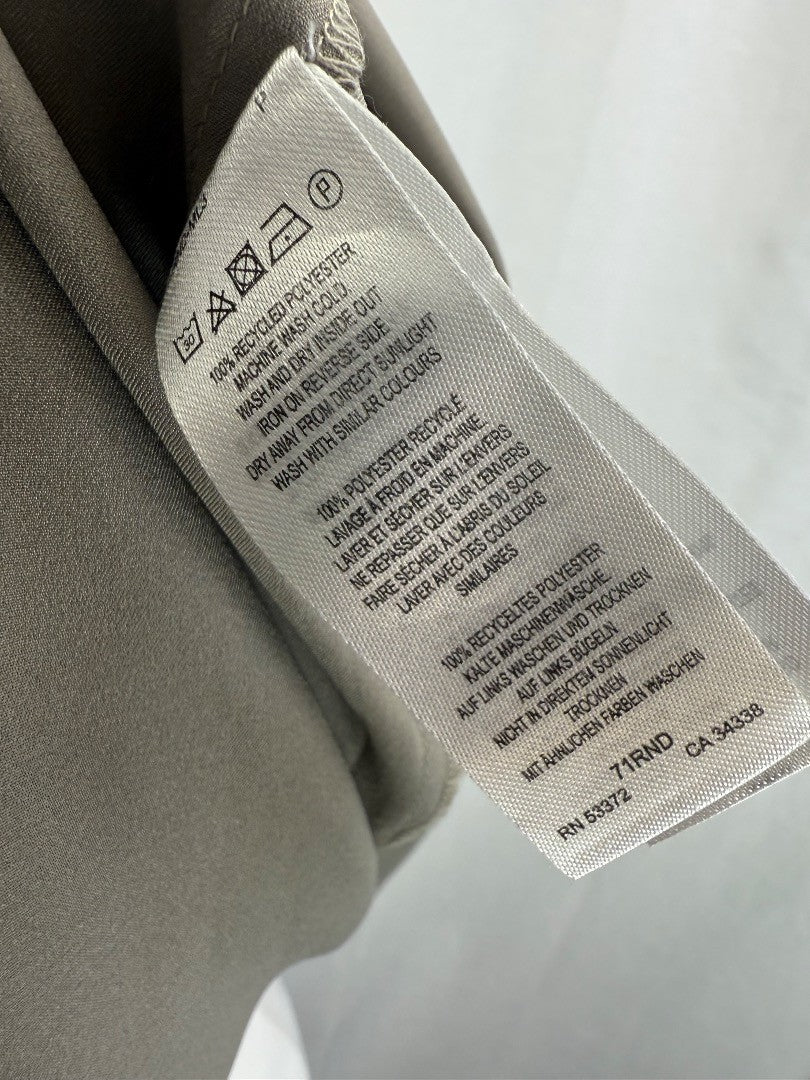 30
P
100% RECYCLED POLYESTER
MACHINE WASH COLD
WASH AND DRY INSIDE OUT
IRON ON REVERSE SIDE
DRY AWAY FROM DIRECT SUNLIGHT
WASH WITH SIMILAR COLOURS
100% POLYESTER RECYCLÉ
LAVAGE À FROID EN MACHINE
LAVER ET SÉCHER SUR L'ENVERS
NE REPASSER QUE SUR L'ENVERS
FAIRE SÉCHER À L'ABRIS DU SOLEIL
LAVER AVEC DES COULEURS
SIMILAIRES
100% RECYCELTES POLYESTER
KALTE MASCHINENWÄSCHE
AUF LINKS WASCHEN UND TROCKNEN
AUF LINKS BÜGELN
NICHT IN DIREKTEM SONNENLICHT
TROCKNEN
MIT ÄHNLICHEN FARBEN WASCHEN
71RND
RN 53372 CA 34338